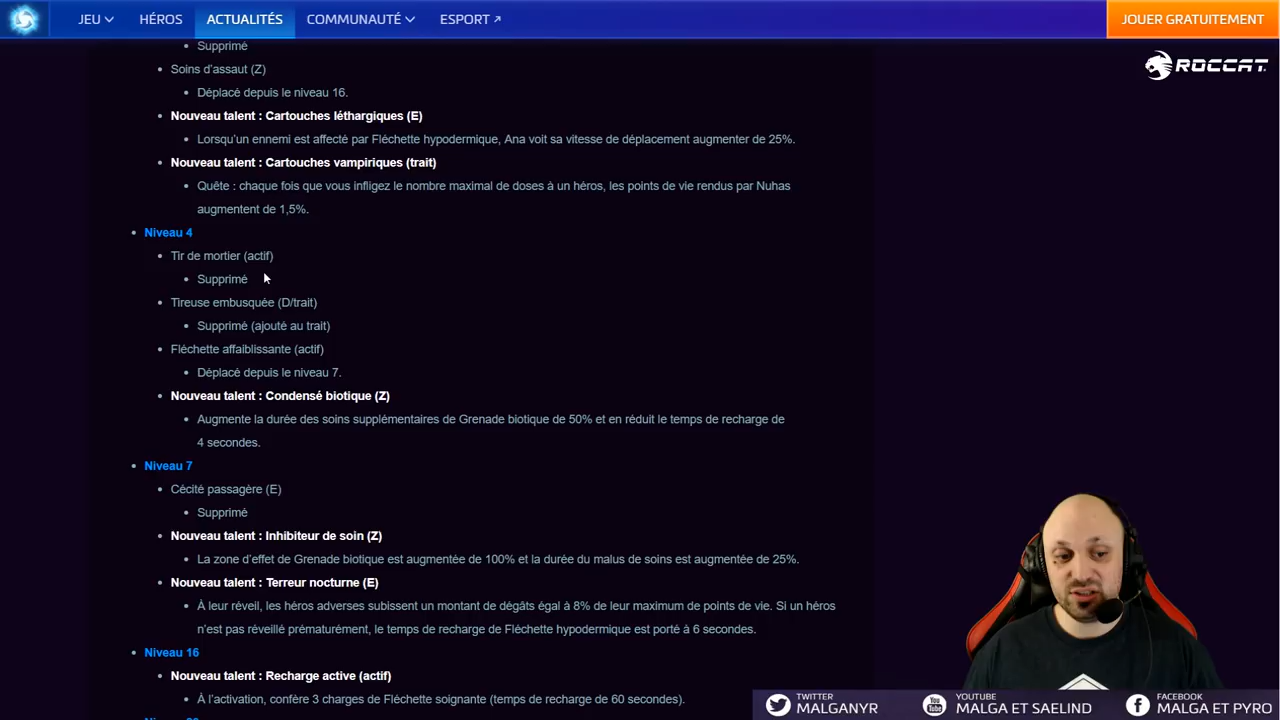 JEU HÉROS ACTUALITÉS COMMUNAUTÉ ESPORT JOUER GRATUITEMENT
Supprimé
ROCCAT
Soins d'assaut (Z)
Déplacé depuis le niveau 16.
Nouveau talent : Cartouches léthargiques (E)
Lorsqu'un ennemi est affecté par Fléchette hypodermique, Ana voit sa vitesse de déplacement augmenter de 25%.
Nouveau talent : Cartouches vampiriques (trait)
Quête : chaque fois que vous infligez le nombre maximal de doses à un héros, les points de vie rendus par Nuhas
augmentent de 1,5%.
Niveau 4
Tir de mortier (actif)
Supprimé
Tireuse embusquée (D/trait)
Supprimé (ajouté au trait)
Fléchette affaiblissante (actif)
Déplacé depuis le niveau 7.
Nouveau talent : Condensé biotique (Z)
Augmente la durée des soins supplémentaires de Grenade biotique de 50% et en réduit le temps de recharge de
4 secondes.
Niveau 7
Cécité passagère (E)
Supprimé
Nouveau talent : Inhibiteur de soin (Z)
La zone d'effet de Grenade biotique est augmentée de 100% et la durée du malus de soins est augmentée de 25%.
Nouveau talent : Terreur nocturne (E)
À leur réveil, les héros adverses subissent un montant de dégâts égal à 8% de leur maximum de points de vie. Si un héros
n'est pas réveillé prématurément, le temps de recharge de Fléchette hypodermique est porté à 6 secondes.
Niveau 16
Nouveau talent : Recharge active (actif)
À l'activation, confère 3 charges de Fléchette soignante (temps de recharge de 60 secondes).
TWITTER
MALGANYR
YOUTUBE
MALGA ET SAELIND
FACEBOOK
MALGA ET PYRO